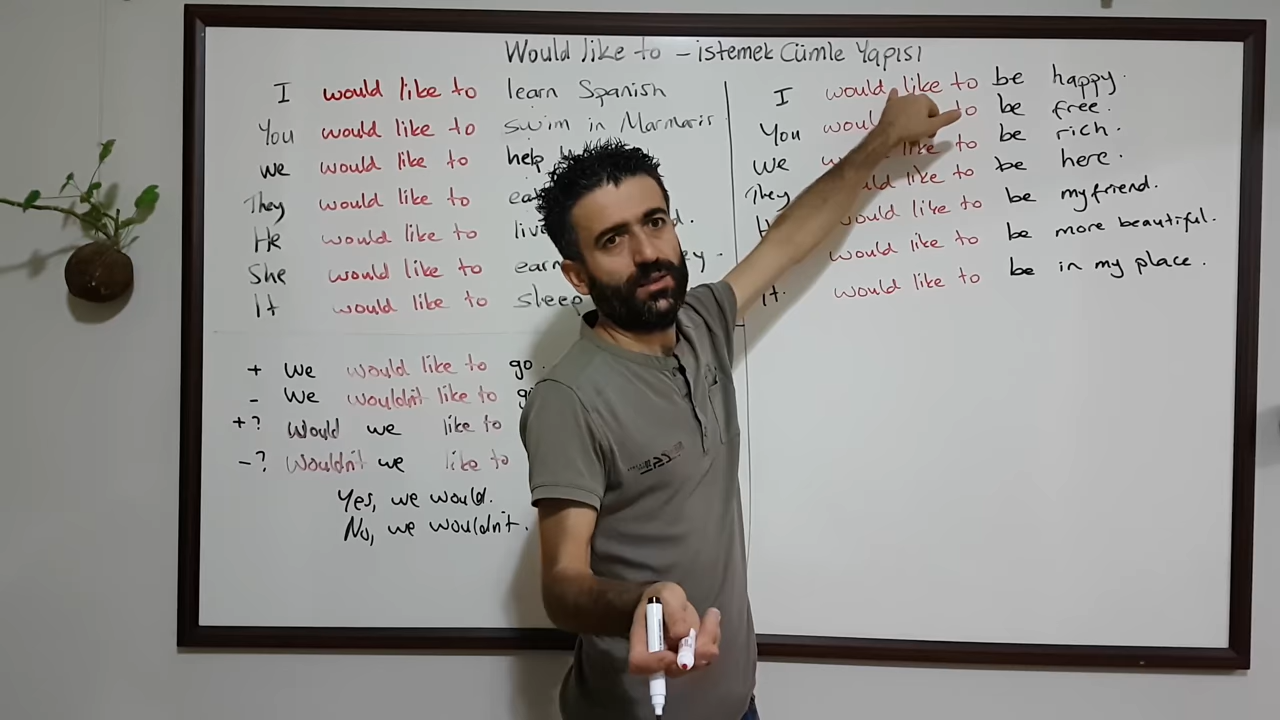 Would like to – istemek Cümle Yapısı
I would like to learn Spanish
You would like to swim in Marmaris
We would like to help
They would like to
He would like to
She would like to earn
It would like to sleep
+ We would like to go.
- We wouldn't like to
+? Would we like to
-? Wouldn't we like to
Yes, we would.
No, we wouldn't.
I would like to be happy.
You to be free.
We like to be rich.
They like to be here.
would like to be my friend.
would like to be more beautiful.
It. would like to be in my place.